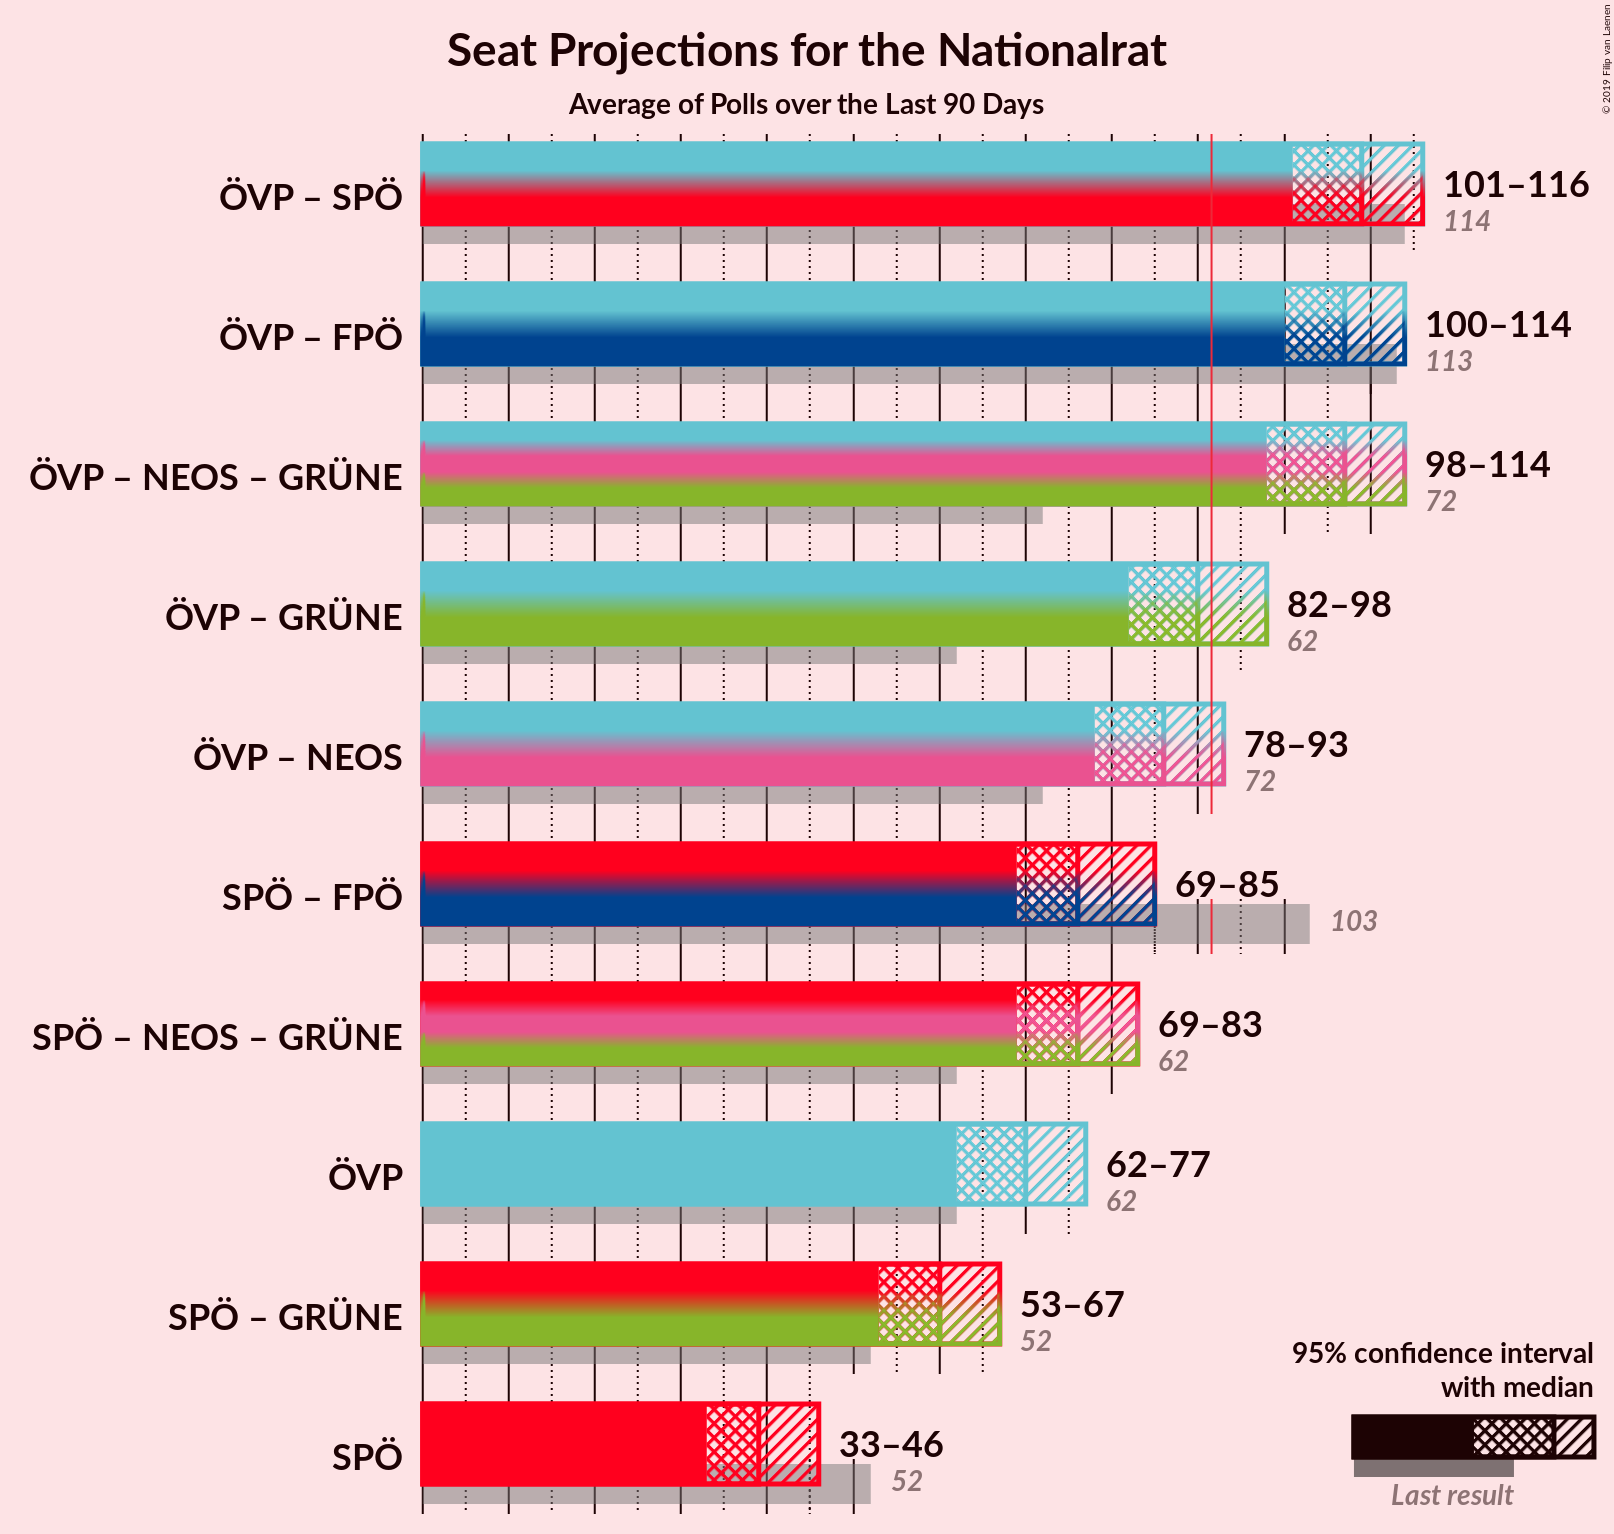 Seat Projections for the Nationalrat
Average of Polls over the Last 90 Days
© 2019 Filip van Laenen
ÖVP – SPÖ
101–116
114
ÖVP – FPÖ
100–114
113
ÖVP – NEOS – GRÜNE
98–114
72
ÖVP – GRÜNE
82–98
62
ÖVP – NEOS
78–93
72
SPÖ – FPÖ
69–85
103
SPÖ – NEOS – GRÜNE
69–83
62
ÖVP
62–77
62
SPÖ – GRÜNE
53–67
52
SPÖ
33–46
52
95% confidence interval
with median
Last result